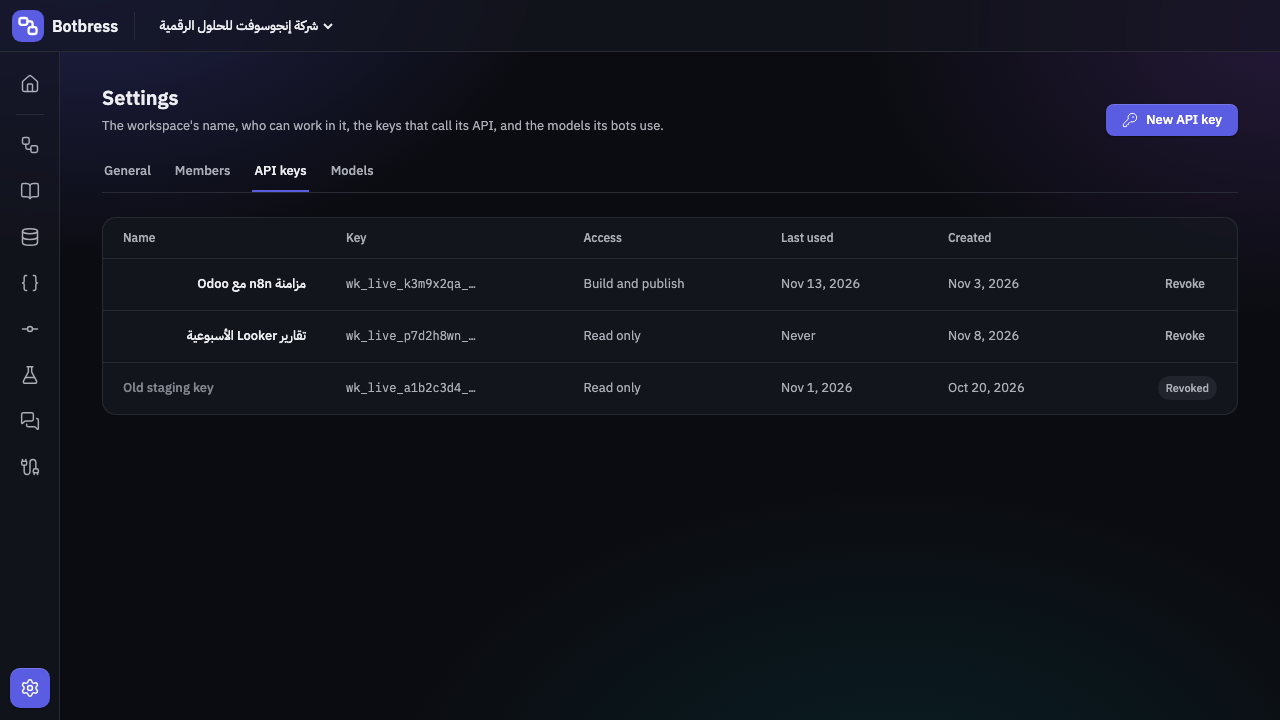 Botbress
شركة إنجوسوفت للحلول الرقمية
Settings
The workspace's name, who can work in it, the keys that call its API, and the models its bots use.
New API key
General Members API keys Models
Name Key Access Last used Created
مزامنة n8n مع Odoo wk_live_k3m9x2qa_… Build and publish Nov 13, 2026 Nov 3, 2026 Revoke
تقارير Looker الأسبوعية wk_live_p7d2h8wn_… Read only Never Nov 8, 2026 Revoke
Old staging key wk_live_a1b2c3d4_… Read only Nov 1, 2026 Oct 20, 2026 Revoked